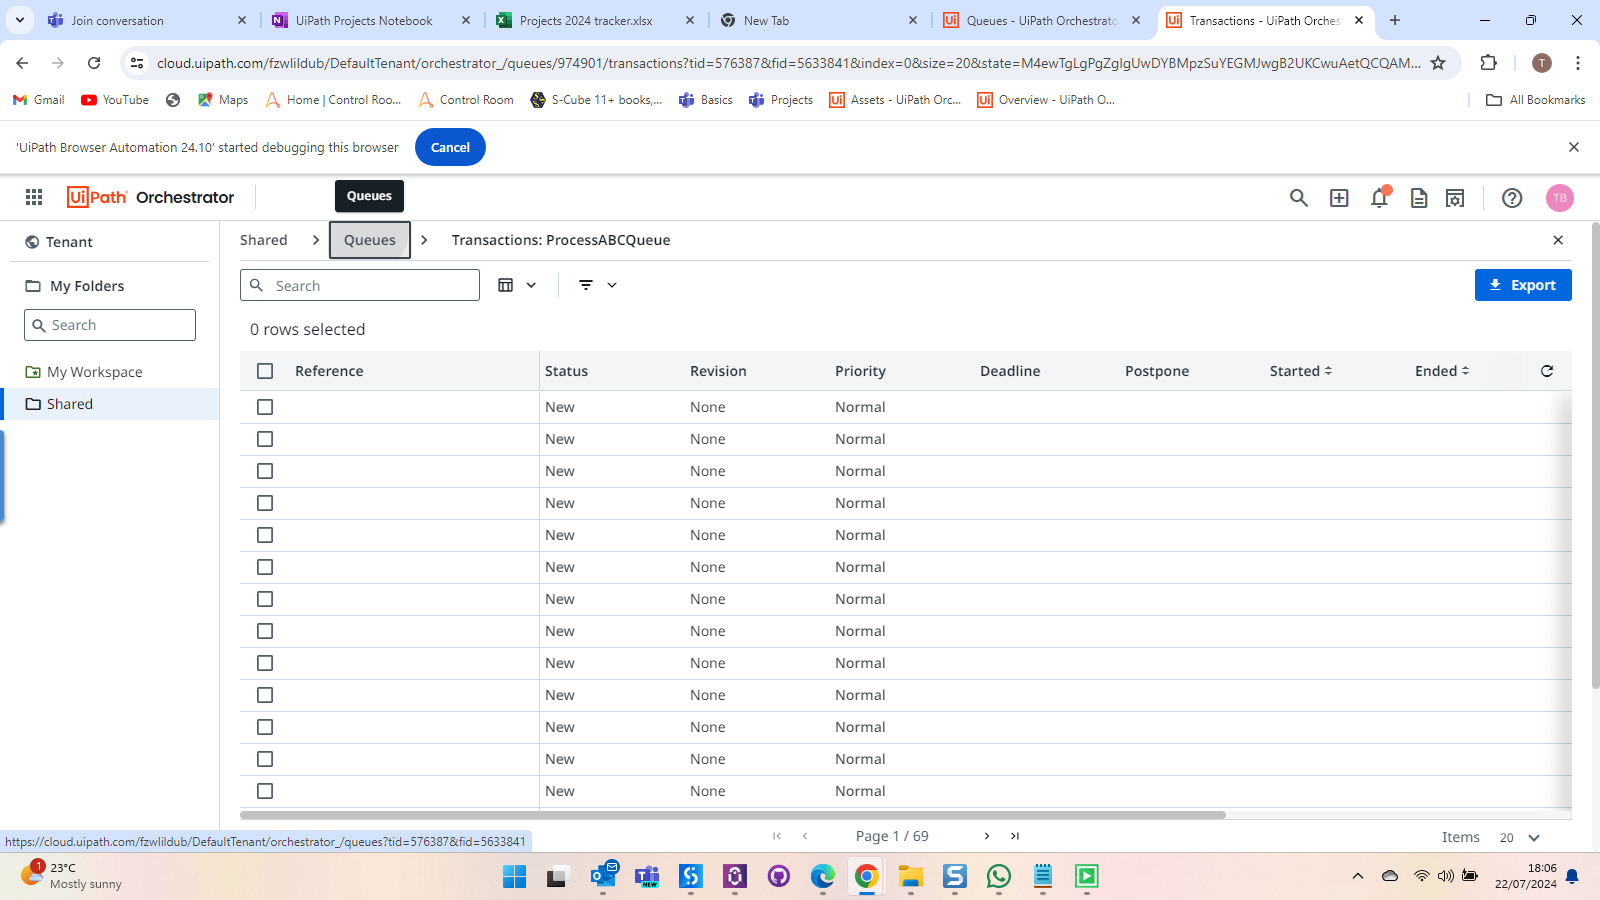 Join conversation
UiPath Projects Notebook
Projects 2024 tracker.xlsx
New Tab
Queues - UiPath Orchestrato
Transactions - UiPath Orches
cloud.uipath.com/fzwlildub/DefaultTenant/orchestrator_/queues/974901/transactions?tid=576387&fid=5633841&index=0&size=20&state=M4ewTgLgPgZgIgUwDYBMpzSuYEGMJwgB2UKCwuAetQCQAM...
T
Gmail
YouTube
Maps
Home | Control Roo...
Control Room
S-Cube 11+ books,...
Basics
Projects
Assets - UiPath Orc...
Overview - UiPath O...
All Bookmarks
'UiPath Browser Automation 24.10' started debugging this browser
Cancel
UiPath Orchestrator
Queues
TB
Tenant
Shared
Queues
Transactions: ProcessABCQueue
My Folders
Search
Search
Export
0 rows selected
My Workspace
Shared
Reference Status Revision Priority Deadline Postpone Started Ended
New None Normal
New None Normal
New None Normal
New None Normal
New None Normal
New None Normal
New None Normal
New None Normal
New None Normal
New None Normal
New None Normal
New None Normal
New None Normal
Page 1 / 69
Items 20
https://cloud.uipath.com/fzwlildub/DefaultTenant/orchestrator_/queues?tid=576387&fid=5633841
1
23°C
Mostly sunny
NEW
18:06
22/07/2024